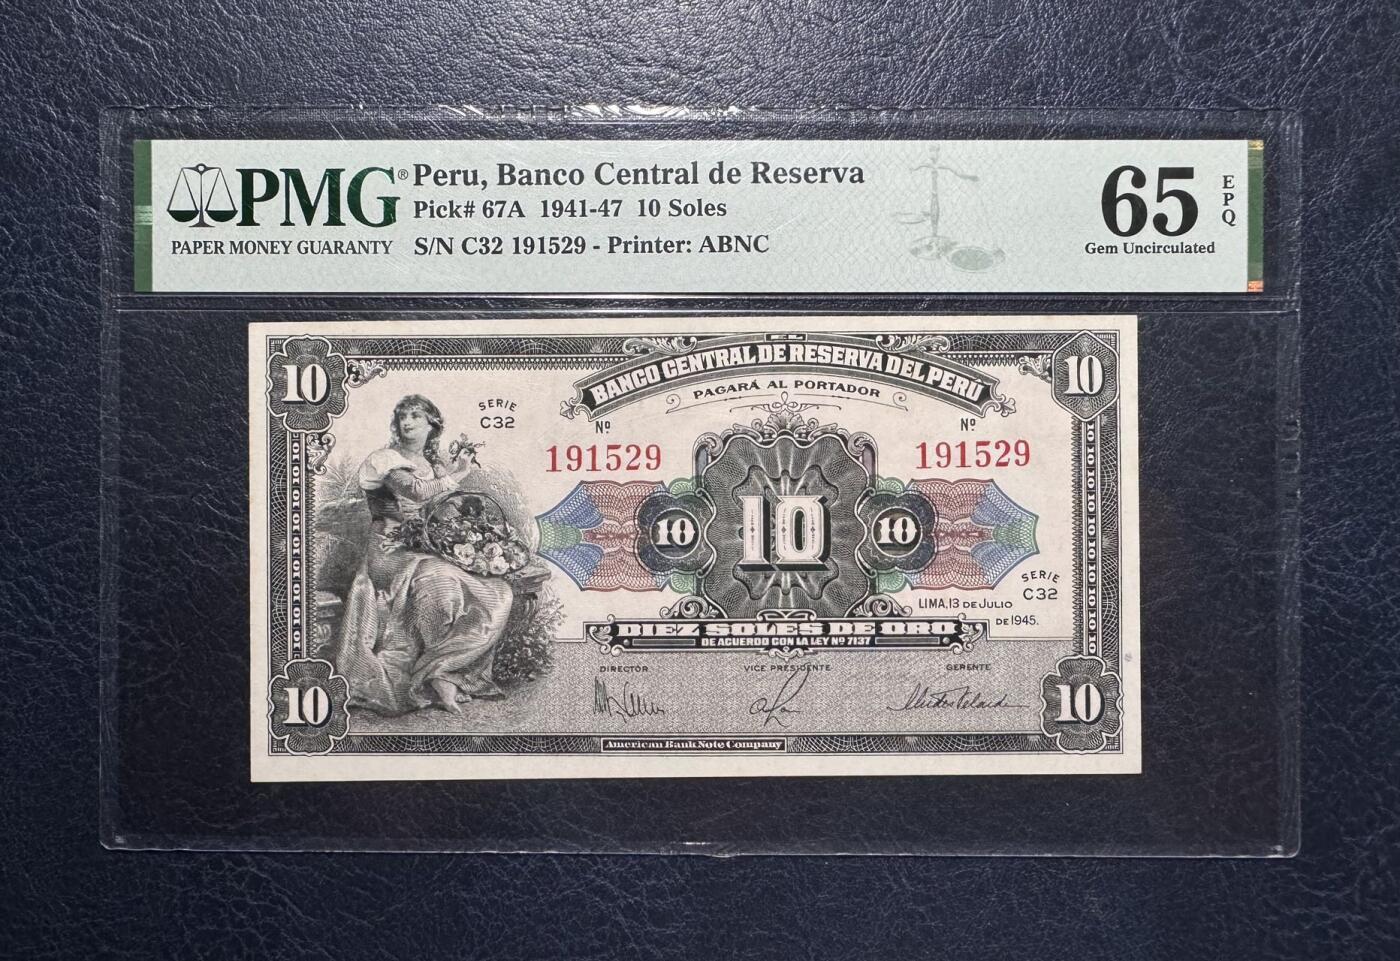 PMG®
PAPER MONEY GUARANTY
Peru, Banco Central de Reserva
Pick# 67A 1941-47 10 Soles
S/N C32 191529 - Printer: ABNC
65
EPQ
Gem Uncirculated
10
10
EL
BANCO CENTRAL DE RESERVA DEL PERÚ
PAGARÁ AL PORTADOR
SERIE
C32
Nº
191529
Nº
191529
10
10
10
SERIE
C32
LIMA, 13 DE JULIO
DE 1945.
DIEZ SOLES DE ORO
DE ACUERDO CON LA LEY Nº 7137
DIRECTOR
VICE PRESIDENTE
GERENTE
10
10
American Bank Note Company